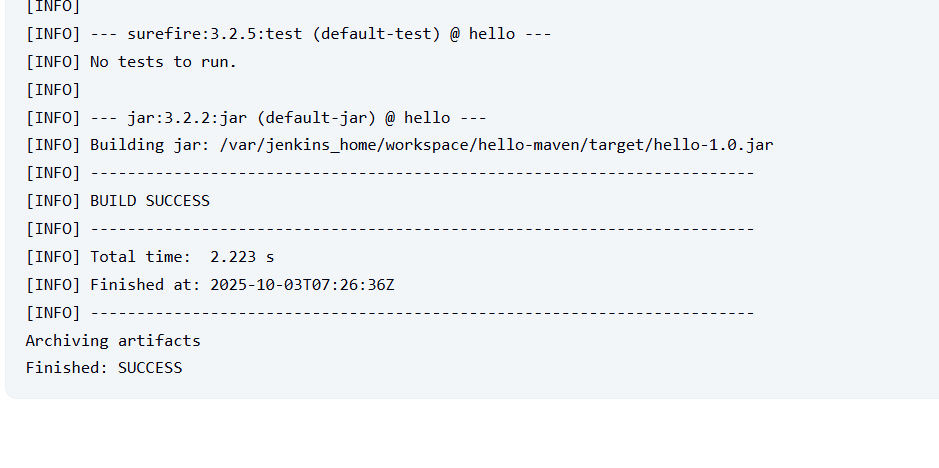 [INFO]
[INFO] --- surefire:3.2.5:test (default-test) @ hello ---
[INFO] No tests to run.
[INFO]
[INFO] --- jar:3.2.2:jar (default-jar) @ hello ---
[INFO] Building jar: /var/jenkins_home/workspace/hello-maven/target/hello-1.0.jar
[INFO] ------------------------------------------------------------------------
[INFO] BUILD SUCCESS
[INFO] ------------------------------------------------------------------------
[INFO] Total time:  2.223 s
[INFO] Finished at: 2025-10-03T07:26:36Z
[INFO] ------------------------------------------------------------------------
Archiving artifacts
Finished: SUCCESS